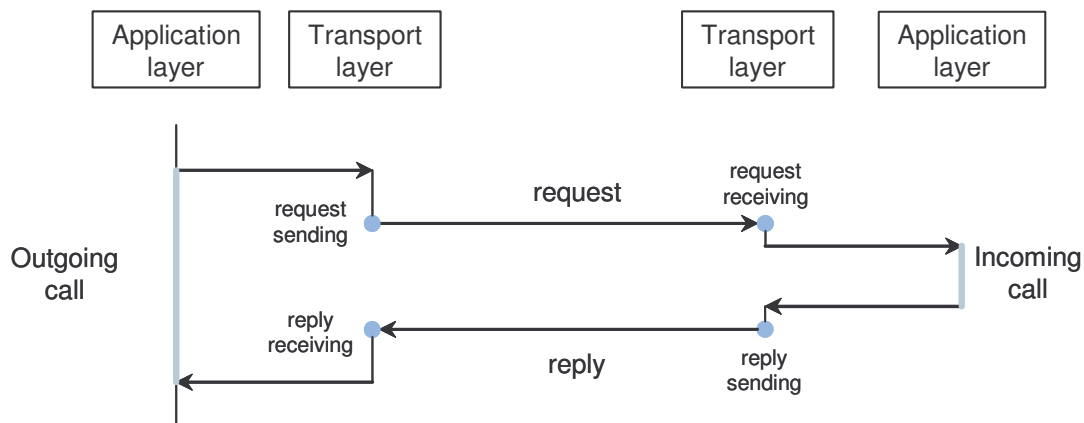 Application
layer
Transport
layer
Transport
layer
Application
layer
request
sending
request
request
receiving
Outgoing
call
Incoming
call
reply
receiving
reply
reply
sending